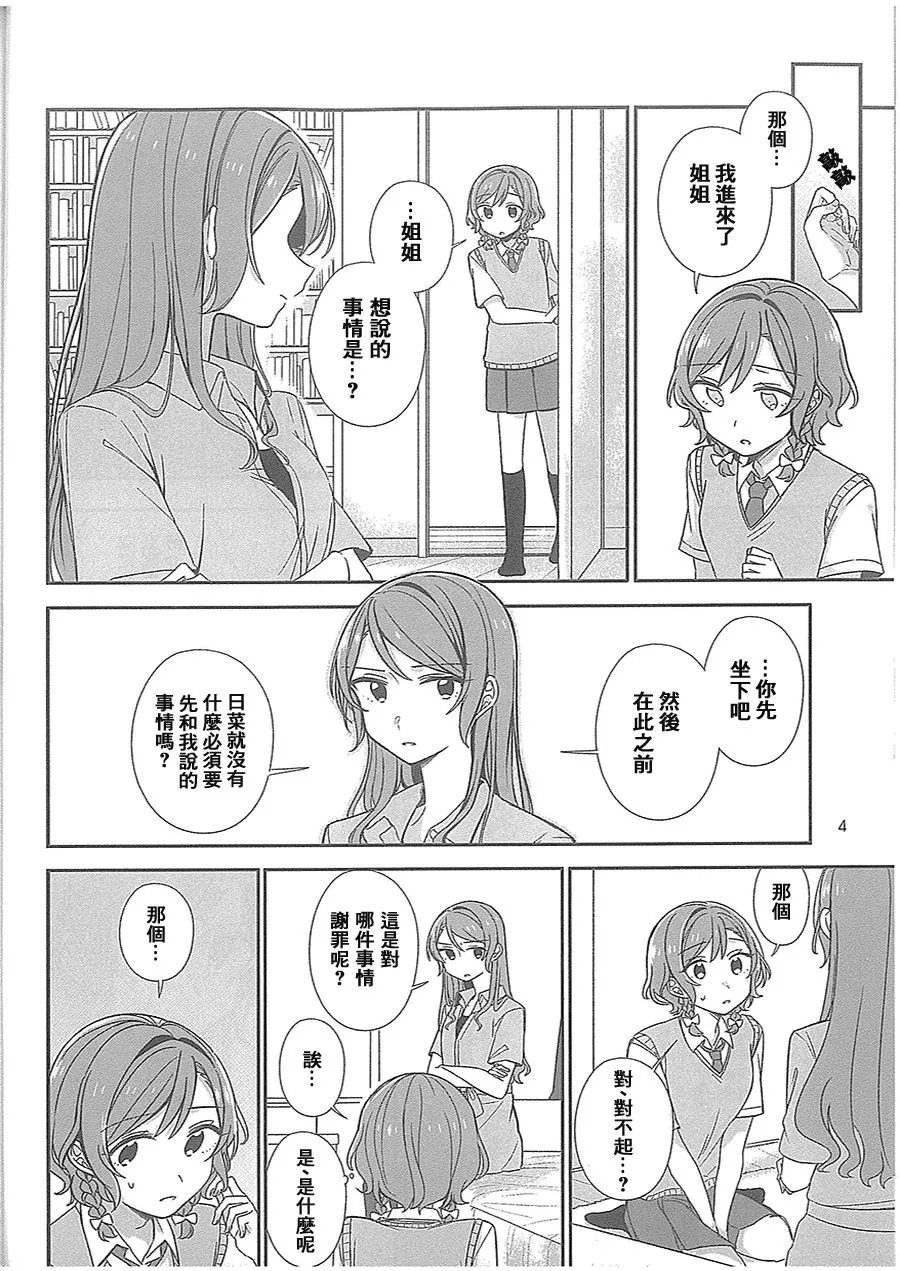 那個⋯
我進來了
姐姐
敲敲
⋯姐姐
想說的
事情是⋯?
⋯你先
坐下吧
然後
在此之前
日菜就沒有
什麼必須要
先和我說的
事情嗎?
4
那個
對、對不起⋯?
這是對
哪件事情
謝罪呢?
誒⋯
是、是什麼呢
那個⋯